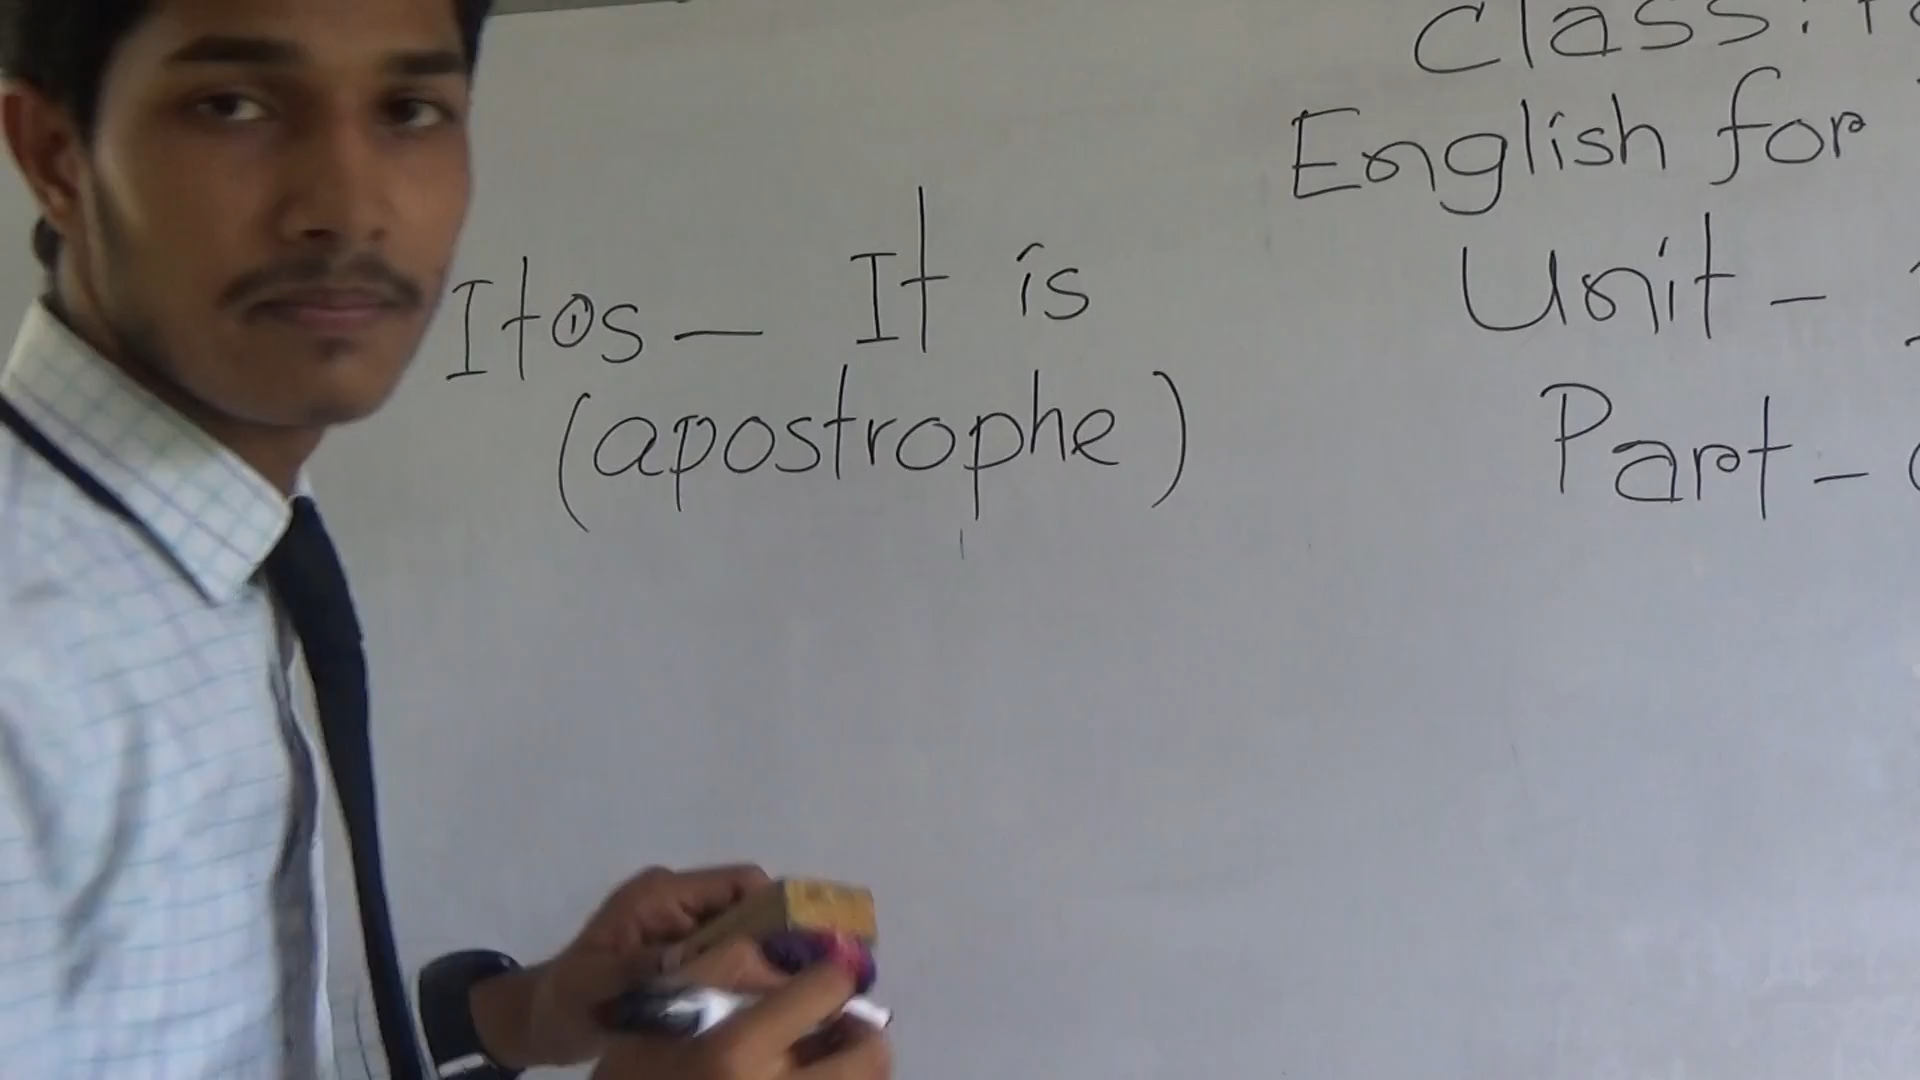 It's — It is
(apostrophe)
Class:
English for
Unit -
Part -